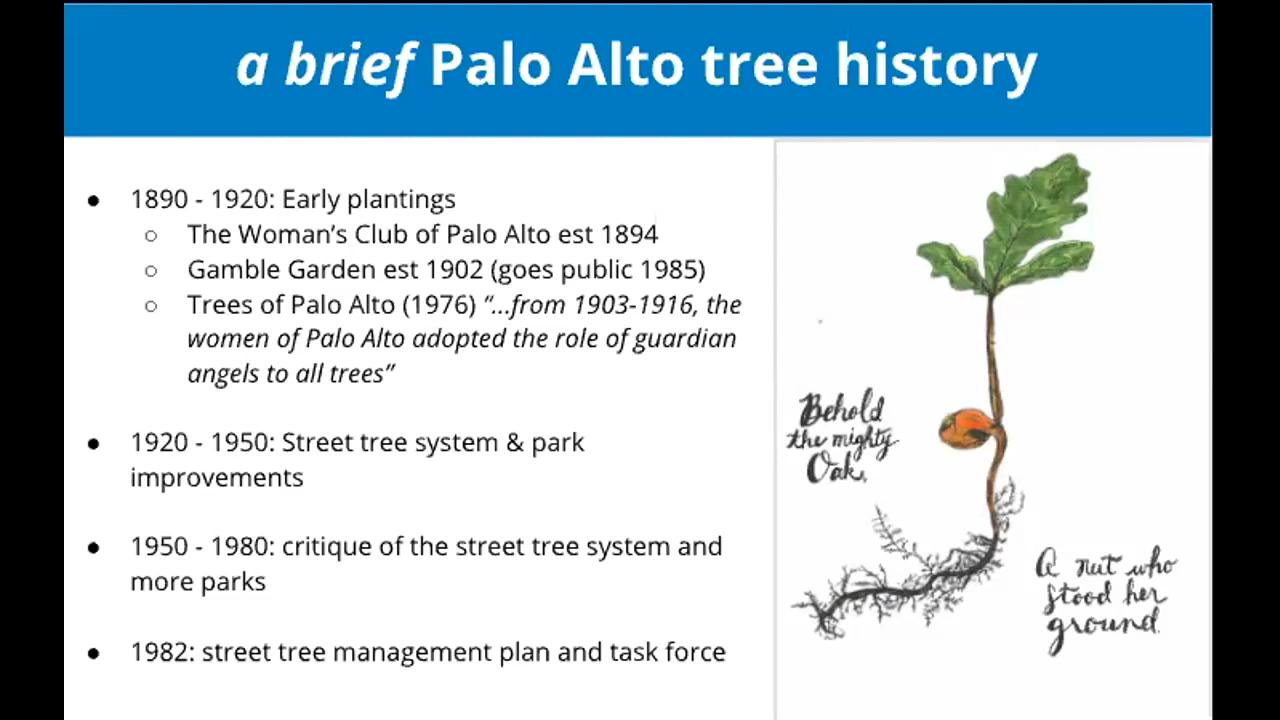 a brief Palo Alto tree history
● 1890 - 1920: Early plantings
○ The Woman’s Club of Palo Alto est 1894
○ Gamble Garden est 1902 (goes public 1985)
○ Trees of Palo Alto (1976) “...from 1903-1916, the
women of Palo Alto adopted the role of guardian
angels to all trees”
● 1920 - 1950: Street tree system & park
improvements
● 1950 - 1980: critique of the street tree system and
more parks
● 1982: street tree management plan and task force
Behold
the mighty
Oak,
A nut who
stood her
ground.